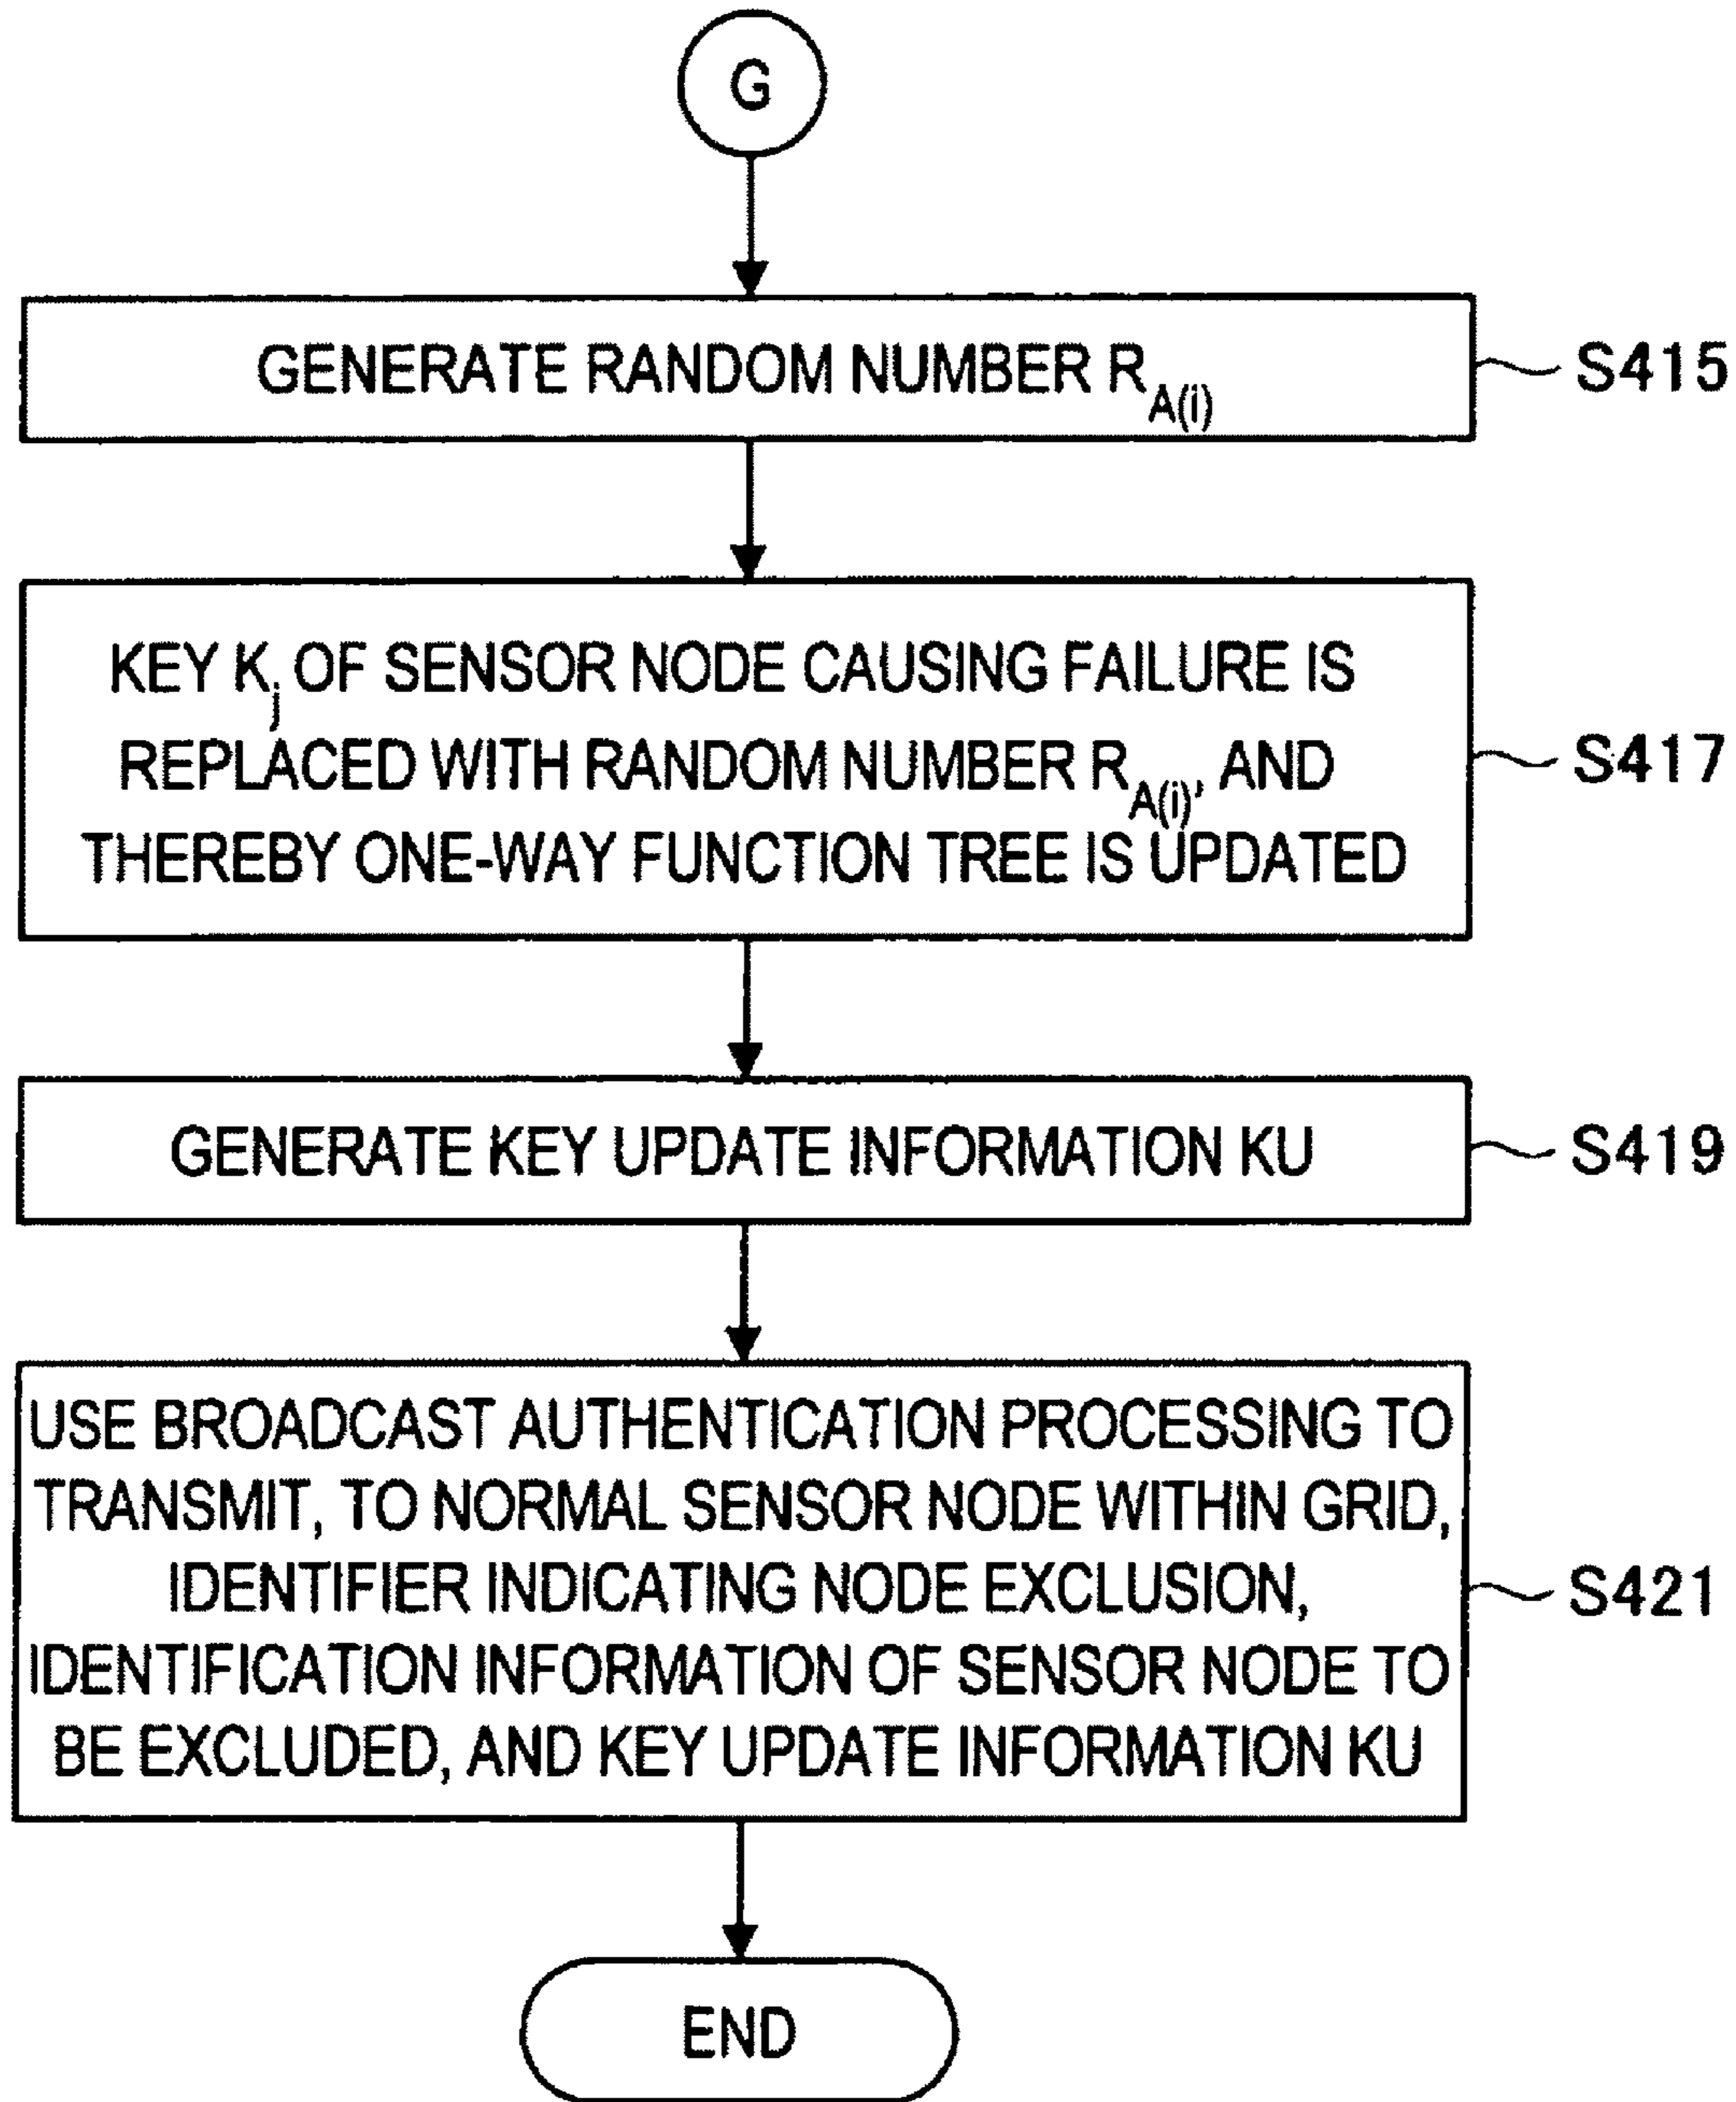 G
GENERATE RANDOM NUMBER R_A(i)
S415
KEY K_j OF SENSOR NODE CAUSING FAILURE IS
REPLACED WITH RANDOM NUMBER R_A(i), AND
THEREBY ONE-WAY FUNCTION TREE IS UPDATED
S417
GENERATE KEY UPDATE INFORMATION KU
S419
USE BROADCAST AUTHENTICATION PROCESSING TO
TRANSMIT, TO NORMAL SENSOR NODE WITHIN GRID,
IDENTIFIER INDICATING NODE EXCLUSION,
IDENTIFICATION INFORMATION OF SENSOR NODE TO
BE EXCLUDED, AND KEY UPDATE INFORMATION KU
S421
END